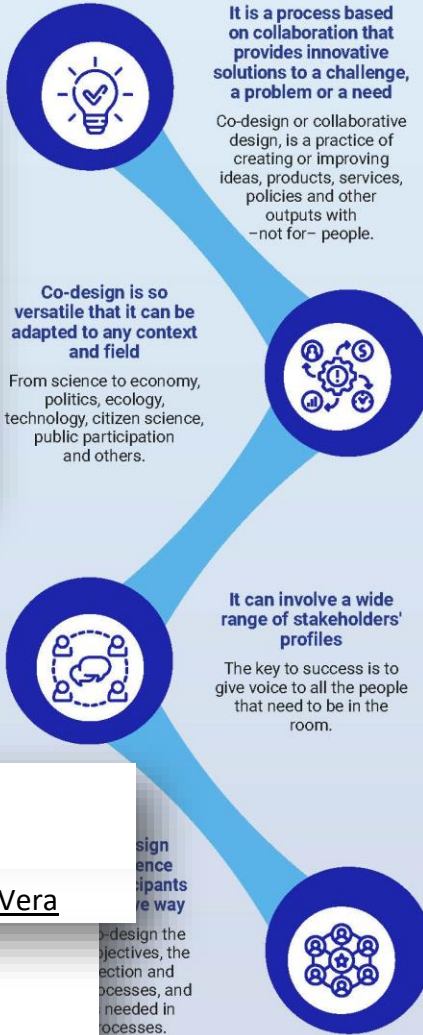 It is a process based
on collaboration that
provides innovative
solutions to a challenge,
a problem or a need
Co-design or collaborative
design, is a practice of
creating or improving
ideas, products, services,
policies and other
outputs with
–not for– people.
Co-design is so
versatile that it can be
adapted to any context
and field
From science to economy,
politics, ecology,
technology, citizen science,
public participation
and others.
It can involve a wide
range of stakeholders'
profiles
The key to success is to
give voice to all the people
that need to be in the
room.
Vera
way
-design the
the
and
and
needed in